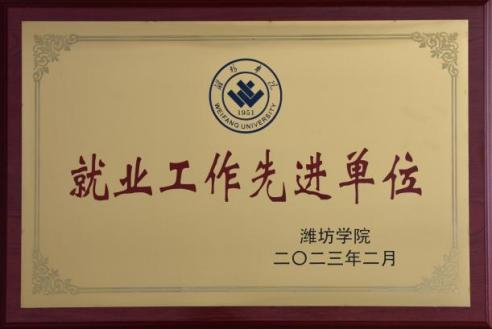 潍坊学院
1951
WEIFANG UNIVERSITY
就业工作先进单位
潍坊学院
二〇二三年二月